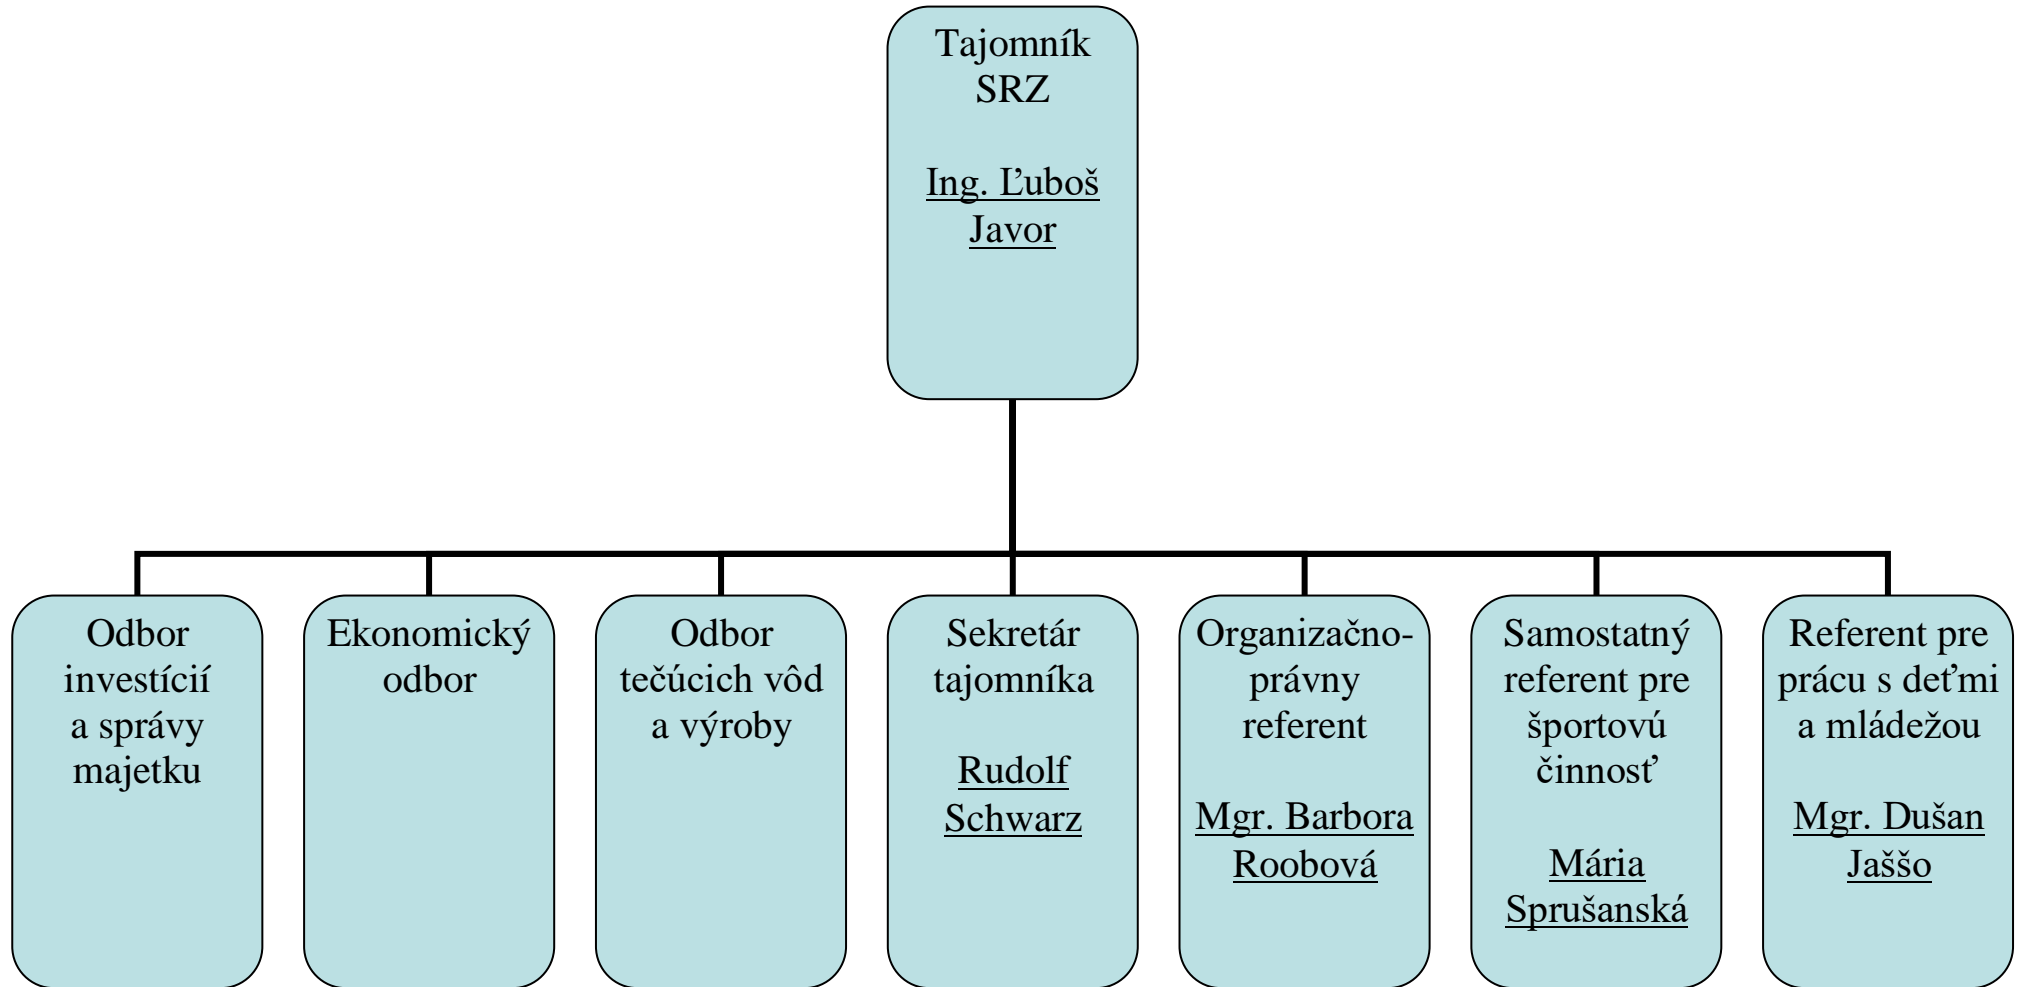 Tajomník
SRZ
Ing. Ľuboš
Javor
Odbor
investícií
a správy
majetku
Ekonomický
odbor
Odbor
tečúcich vôd
a výroby
Sekretár
tajomníka
Rudolf
Schwarz
Organizačno-
právny
referent
Mgr. Barbora
Roobová
Samostatný
referent pre
športovú
činnosť
Mária
Sprušanská
Referent pre
prácu s deťmi
a mládežou
Mgr. Dušan
Jaššo